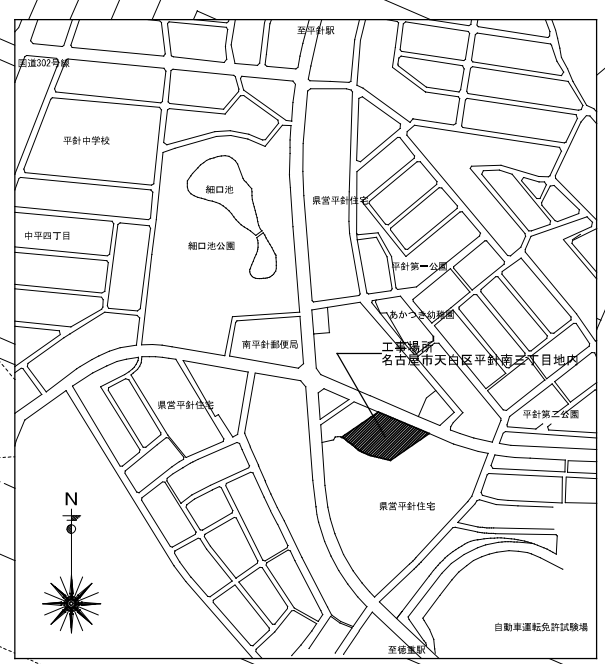 至平針駅
国道302号線
平針中学校
細口池
県営平針住宅
中平四丁目
細口池公園
平針第一公園
あかつき幼稚園
南平針郵便局
工事場所
名古屋市天白区平針南三丁目地内
県営平針住宅
平針第二公園
N
県営平針住宅
自動車運転免許試験場
至徳重駅